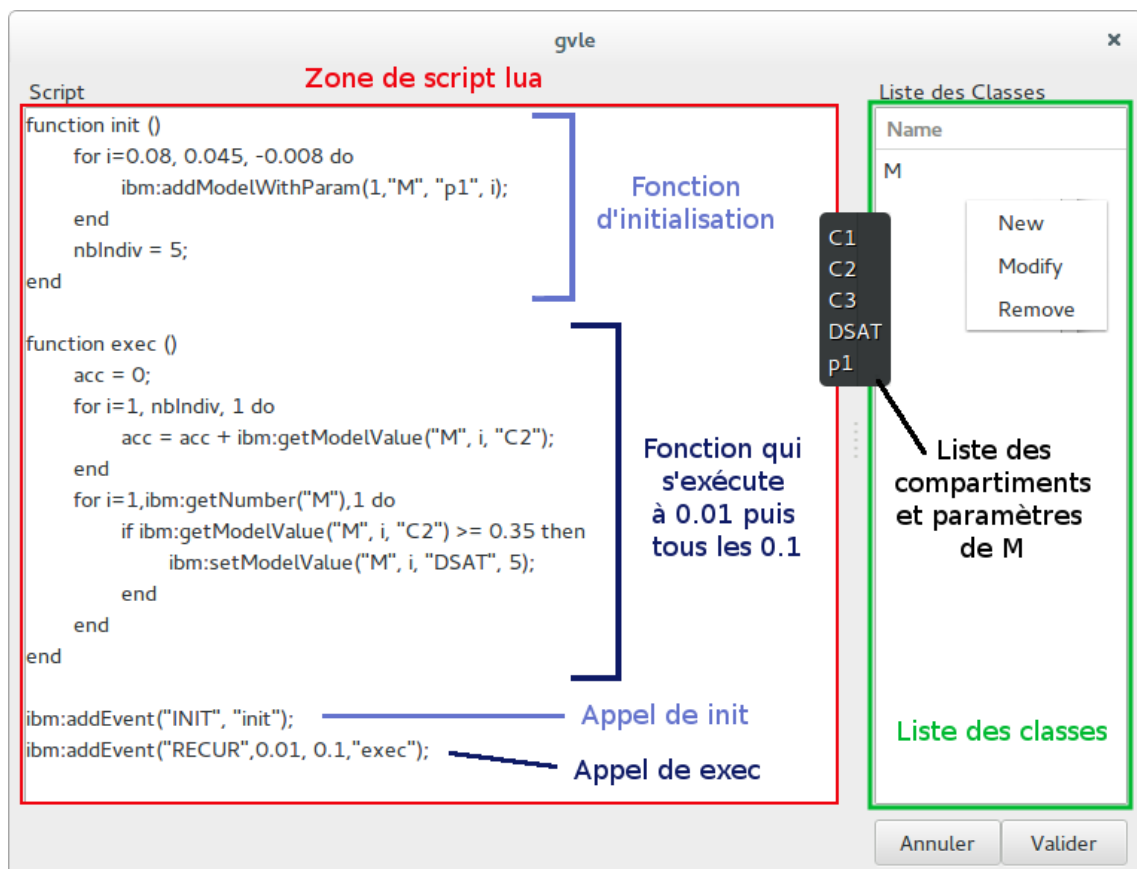 gvle
×
Zone de script lua
Script
function init ()
for i=0.08, 0.045, -0.008 do
ibm:addModelWithParam(1,"M", "p1", i);
end
nbIndiv = 5;
end
Fonction
d'initialisation
function exec ()
acc = 0;
for i=1, nbIndiv, 1 do
acc = acc + ibm:getModelValue("M", i, "C2");
end
for i=1,ibm:getNumber("M"),1 do
if ibm:getModelValue("M", i, "C2") >= 0.35 then
ibm:setModelValue("M", i, "DSAT", 5);
end
end
end
Fonction qui
s'exécute
à 0.01 puis
tous les 0.1
ibm:addEvent("INIT", "init");
Appel de init
ibm:addEvent("RECUR",0.01, 0.1,"exec");
Appel de exec
Liste des Classes
Name
M
New
Modify
Remove
C1
C2
C3
DSAT
p1
Liste des
compartiments
et paramètres
de M
Liste des classes
Annuler
Valider